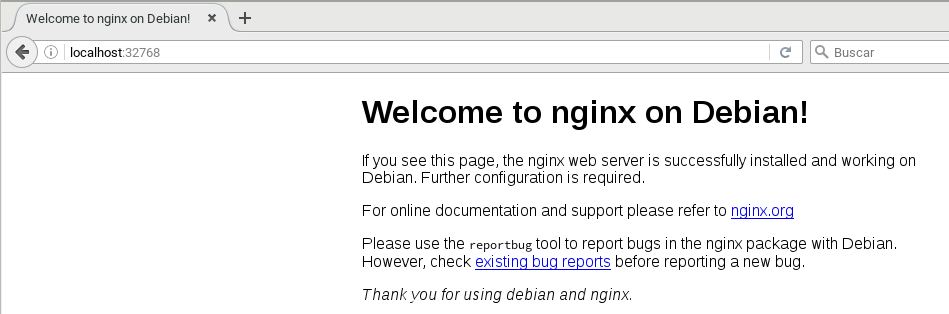 Welcome to nginx on Debian!
localhost:32768
Buscar
Welcome to nginx on Debian!
If you see this page, the nginx web server is successfully installed and working on
Debian. Further configuration is required.
For online documentation and support please refer to nginx.org
Please use the reportbug tool to report bugs in the nginx package with Debian.
However, check existing bug reports before reporting a new bug.
Thank you for using debian and nginx.